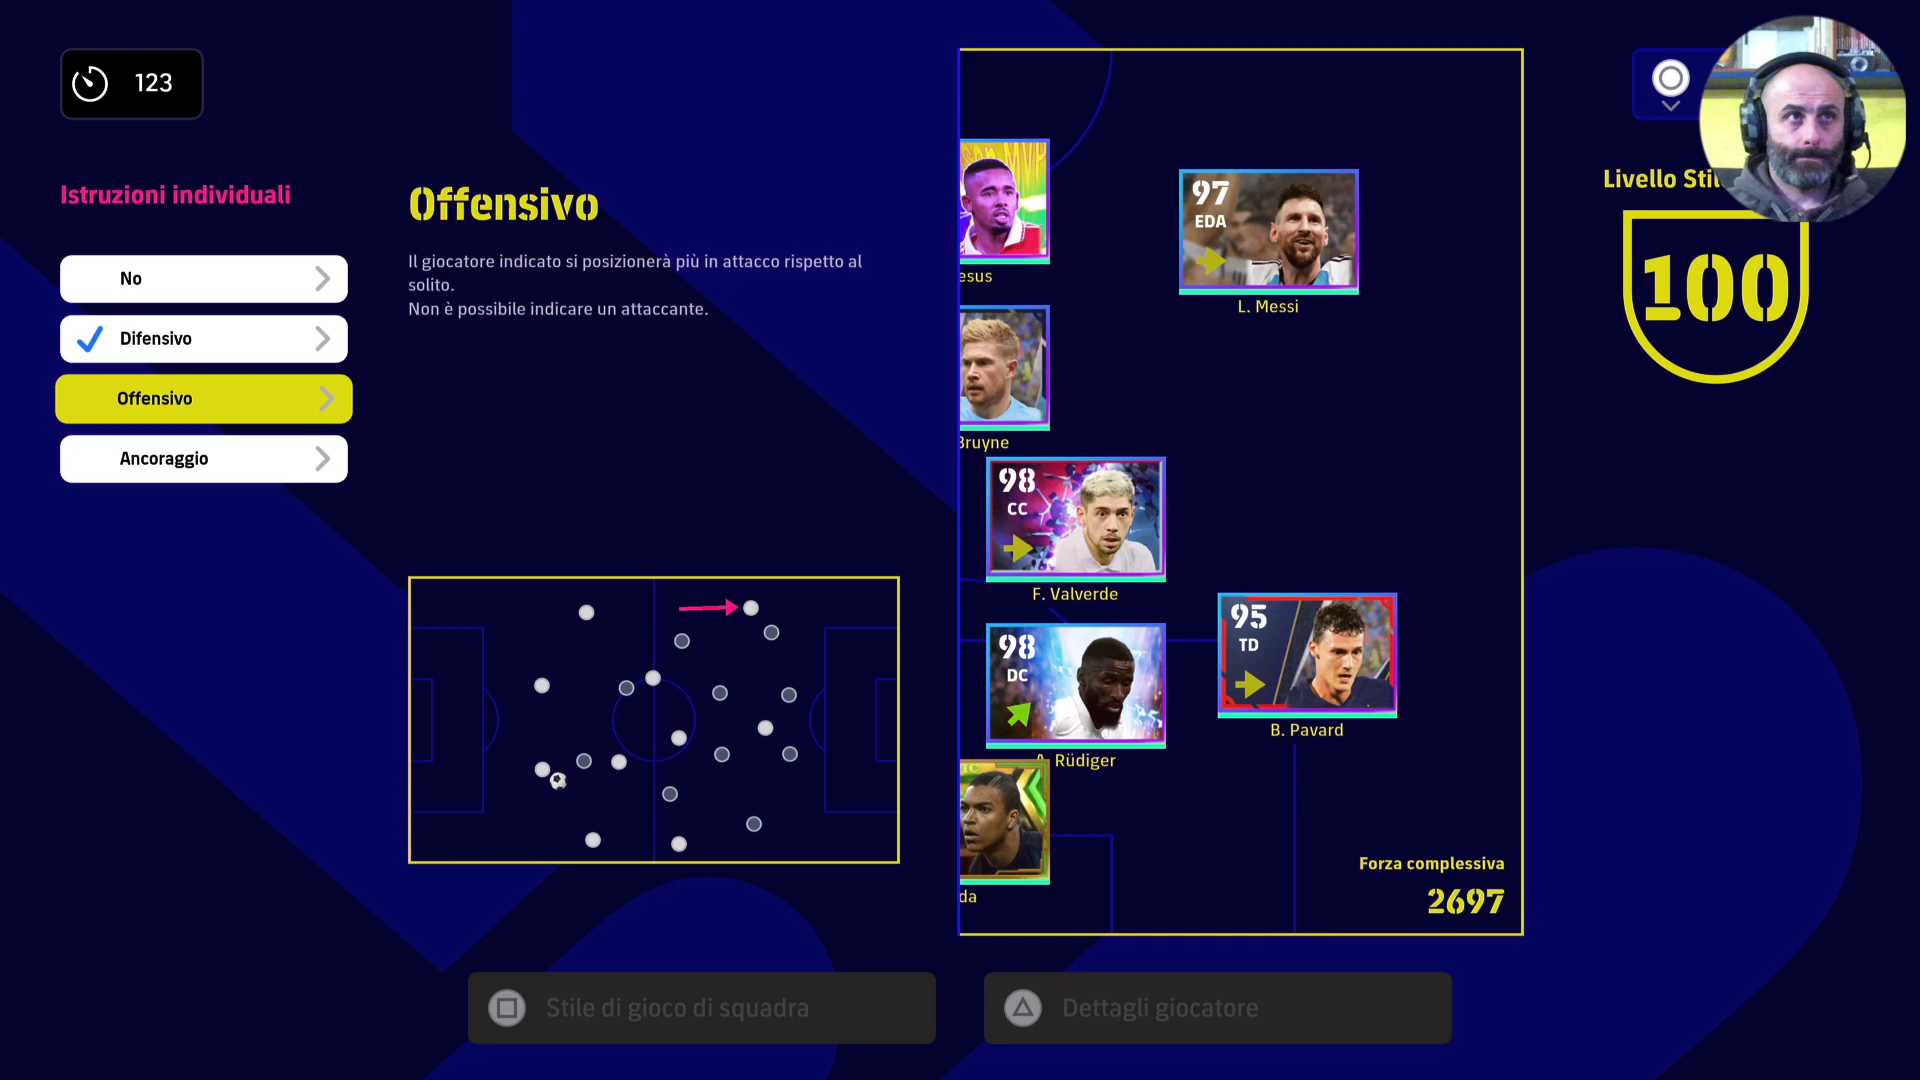 123
Istruzioni individuali
No
Difensivo
Offensivo
Ancoraggio
Offensivo
Il giocatore indicato si posizionerà più in attacco rispetto al
solito.
Non è possibile indicare un attaccante.
esus
97
EDA
L. Messi
Bruyne
98
CC
F. Valverde
98
DC
A. Rüdiger
95
TD
B. Pavard
da
Forza complessiva
2697
Livello Stil
100
Stile di gioco di squadra
Dettagli giocatore